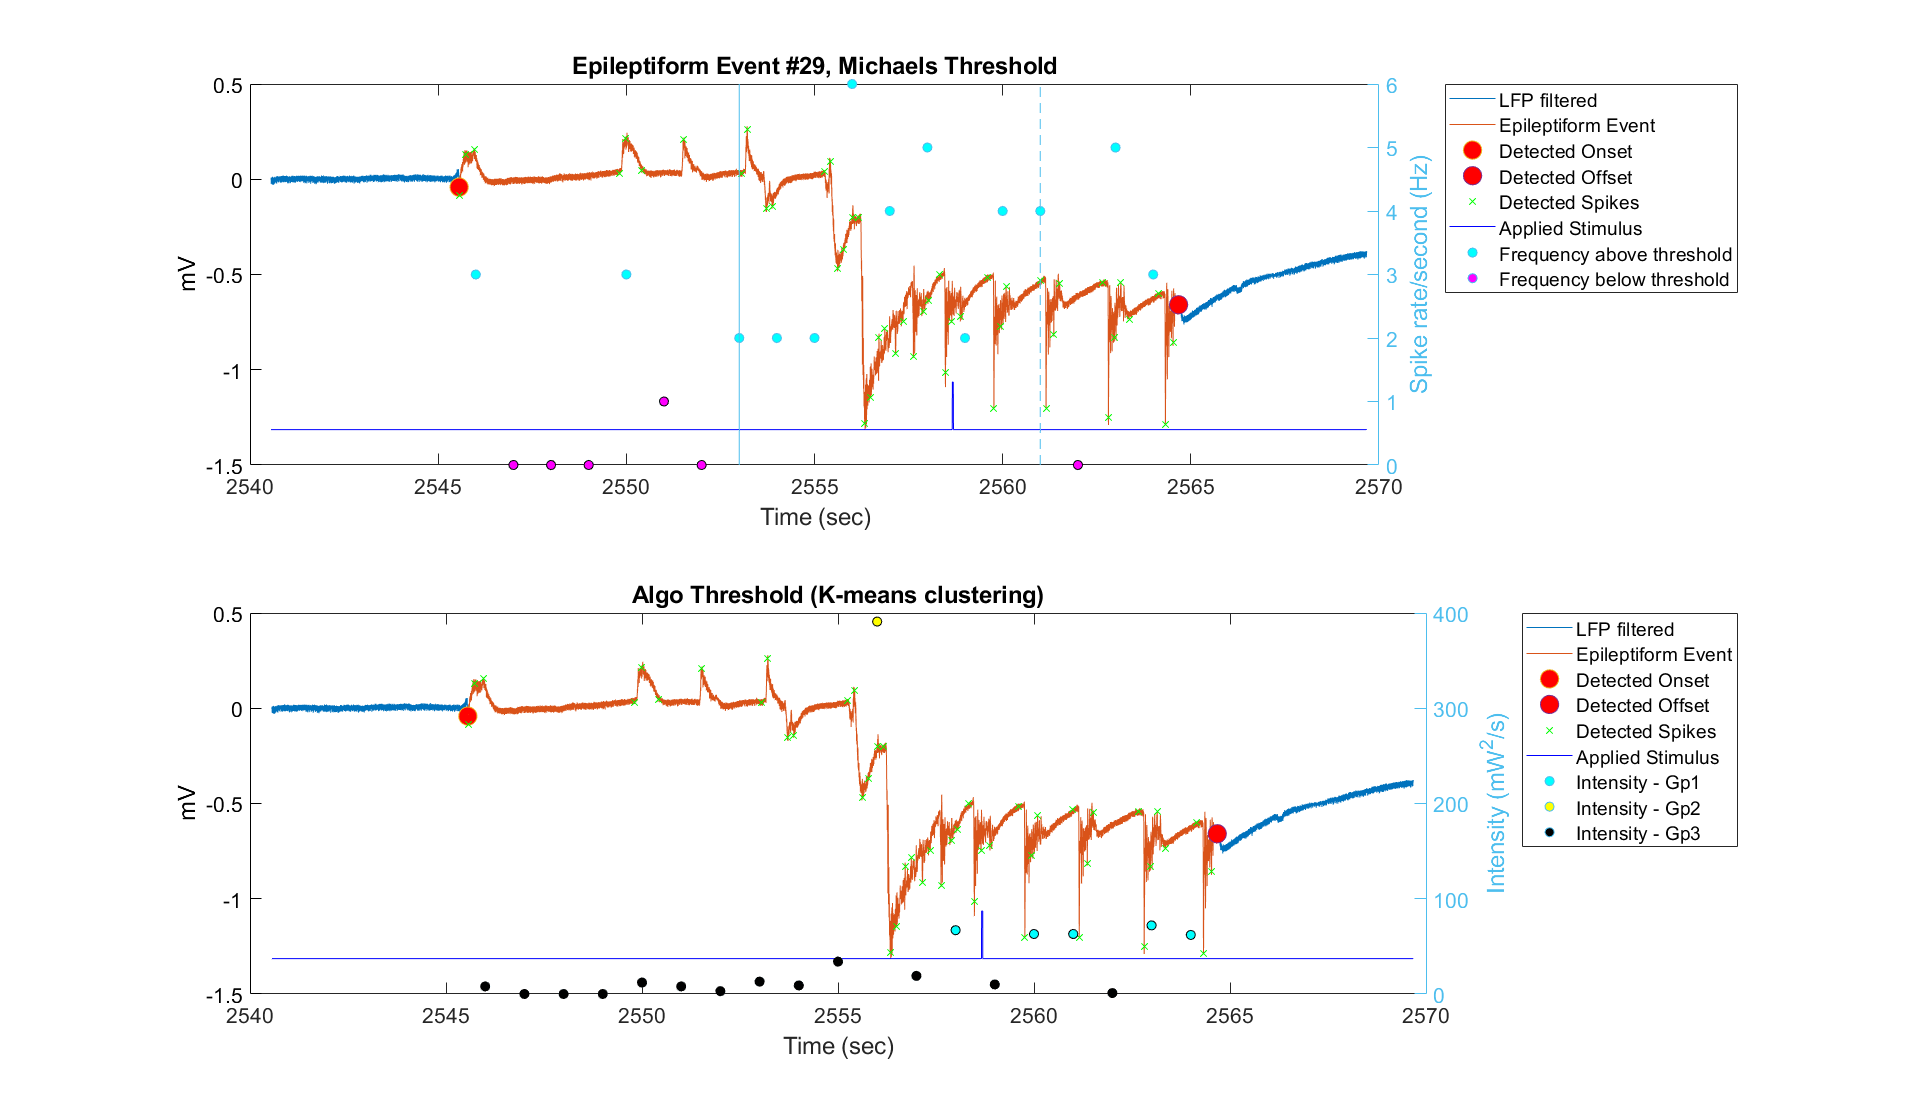 Epileptiform Event #29, Michaels Threshold
0.5
0
-0.5
-1
-1.5
mV
2540
2545
2550
2555
2560
2565
2570
Time (sec)
6
5
4
3
2
1
0
Spike rate/second (Hz)
LFP filtered
Epileptiform Event
Detected Onset
Detected Offset
Detected Spikes
Applied Stimulus
Frequency above threshold
Frequency below threshold
Algo Threshold (K-means clustering)
0.5
0
-0.5
-1
-1.5
mV
2540
2545
2550
2555
2560
2565
2570
Time (sec)
400
300
200
100
0
Intensity (mW²/s)
LFP filtered
Epileptiform Event
Detected Onset
Detected Offset
Detected Spikes
Applied Stimulus
Intensity - Gp1
Intensity - Gp2
Intensity - Gp3